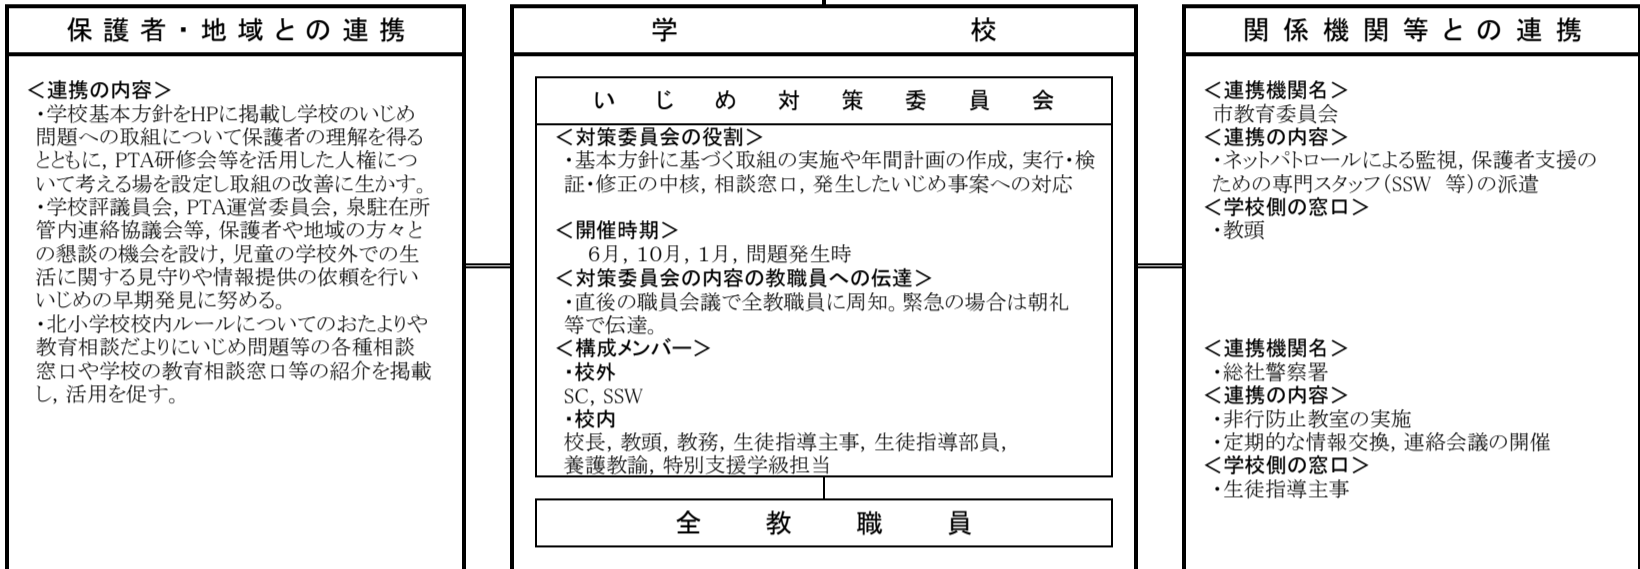 保護者・地域との連携
＜連携の内容＞
・学校基本方針をHPに掲載し学校のいじめ
問題への取組について保護者の理解を得る
とともに, PTA研修会等を活用した人権につ
いて考える場を設定し取組の改善に生かす。
・学校評議員会, PTA運営委員会, 泉駐在所
管内連絡協議会等, 保護者や地域の方々と
の懇談の機会を設け, 児童の学校外での生
活に関する見守りや情報提供の依頼を行い
いじめの早期発見に努める。
・北小学校校内ルールについてのおたよりや
教育相談だよりにいじめ問題等の各種相談
窓口や学校の教育相談窓口等の紹介を掲載
し, 活用を促す。
学校
いじめ対策委員会
＜対策委員会の役割＞
・基本方針に基づく取組の実施や年間計画の作成, 実行・検
証・修正の中核, 相談窓口, 発生したいじめ事案への対応
＜開催時期＞
6月, 10月, 1月, 問題発生時
＜対策委員会の内容の教職員への伝達＞
・直後の職員会議で全教職員に周知。緊急の場合は朝礼
等で伝達。
＜構成メンバー＞
・校外
SC, SSW
・校内
校長, 教頭, 教務, 生徒指導主事, 生徒指導部員,
養護教諭, 特別支援学級担当
全教職員
関係機関等との連携
＜連携機関名＞
市教育委員会
＜連携の内容＞
・ネットパトロールによる監視, 保護者支援の
ための専門スタッフ（SSW 等）の派遣
＜学校側の窓口＞
・教頭
＜連携機関名＞
・総社警察署
＜連携の内容＞
・非行防止教室の実施
・定期的な情報交換, 連絡会議の開催
＜学校側の窓口＞
・生徒指導主事